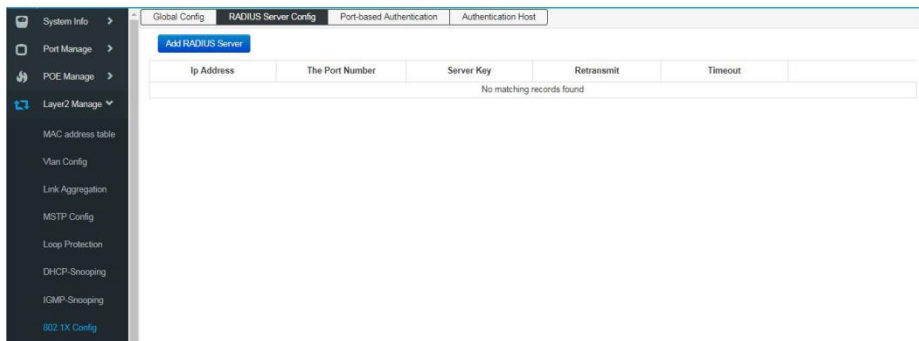 System Info
Port Manage
POE Manage
Layer2 Manage
MAC address table
Vlan Config
Link Aggregation
MSTP Config
Loop Protection
DHCP-Snooping
IGMP-Snooping
802.1X Config
Global Config RADIUS Server Config Port-based Authentication Authentication Host
Add RADIUS Server
Ip Address The Port Number Server Key Retransmit Timeout
No matching records found